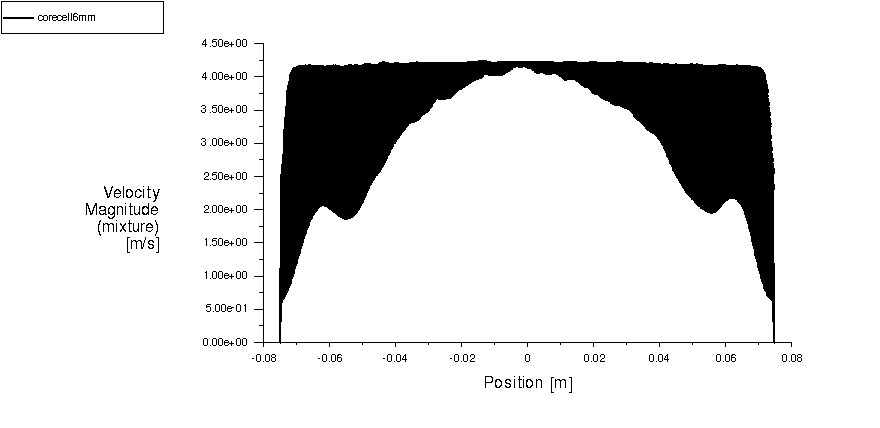 corecell6mm
4.50e+00
4.00e+00
3.50e+00
3.00e+00
2.50e+00
2.00e+00
1.50e+00
1.00e+00
5.00e-01
0.00e+00
Velocity
Magnitude
(mixture)
[m/s]
-0.08 -0.06 -0.04 -0.02 0 0.02 0.04 0.06 0.08
Position [m]